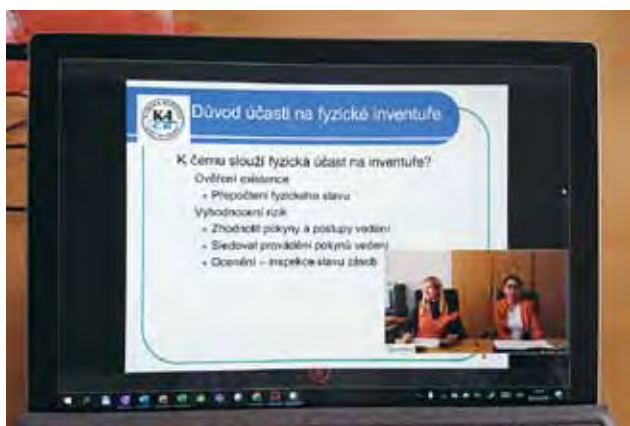 KA
Důvod účasti na fyzické inventuře
K čemu slouží fyzická účast na inventuře?
Ověření existence
• Přepočtení fyzického stavu
Vyhodnocení rizik
• Zhodnotit pokyny a postupy vedení
• Sledovat provádění pokynů vedení
• Ocenění – inspekce stavu zásob